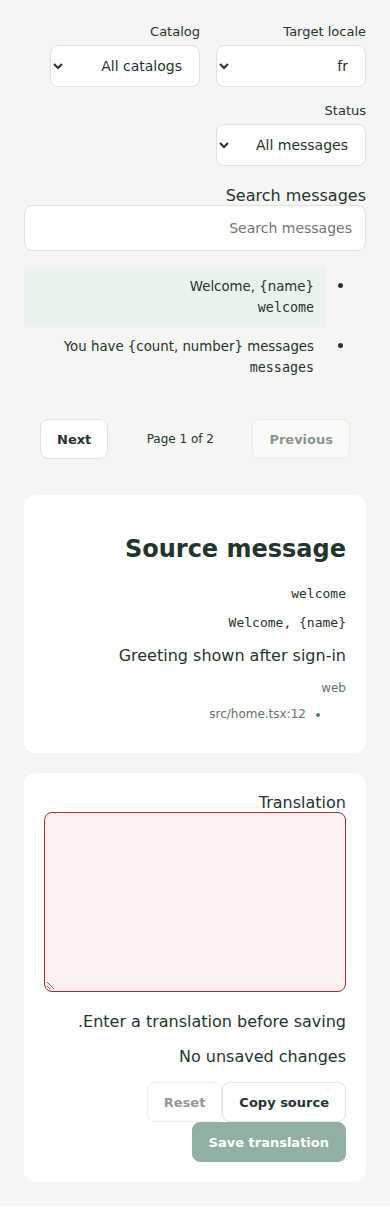 Target locale
Catalog
fr
All catalogs
Status
All messages
Search messages
Search messages
Welcome, {name}
welcome
You have {count, number} messages
messages
Previous
Page 1 of 2
Next
Source message
welcome
Welcome, {name}
Greeting shown after sign-in
web
src/home.tsx:12
Translation
.Enter a translation before saving
No unsaved changes
Copy source
Reset
Save translation